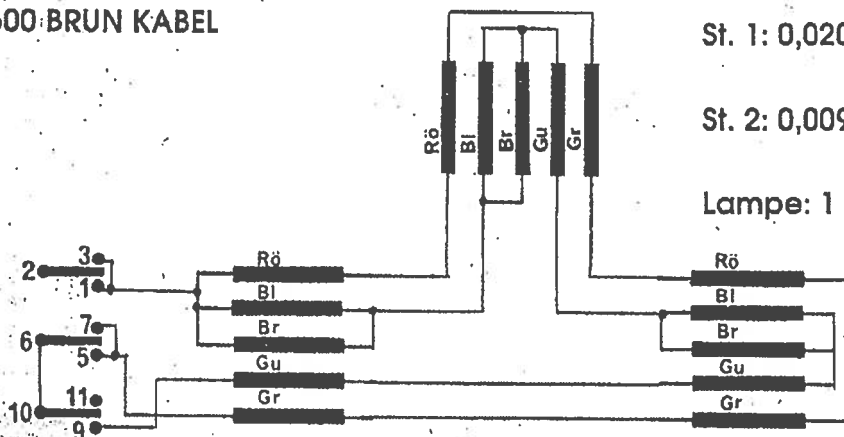 500 BRUN KABEL
St. 1: 0,020
St. 2: 0,009
Lampe: 1
Rö
Bl
Br
Gu
Gr
3
2
1
7
6
5
11
10
9
Rö
Bl
Br
Gu
Gr
Rö
Bl
Br
Gu
Gr